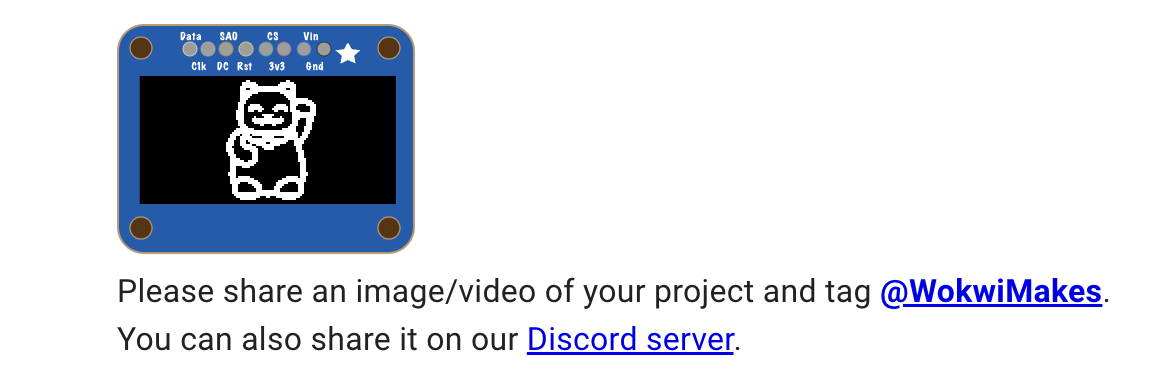 Data SAO CS Vin
Clk DC Rst 3v3 Gnd
Please share an image/video of your project and tag @WokwiMakes.
You can also share it on our Discord server.